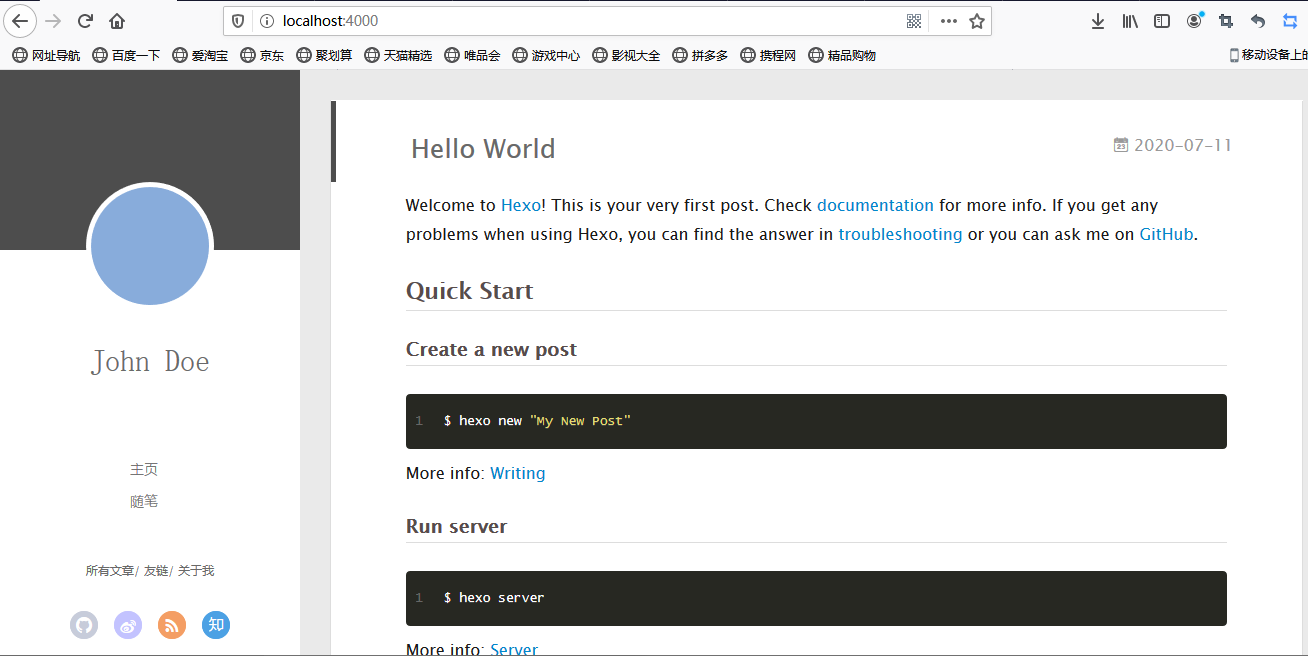 localhost:4000
网址导航 百度一下 爱淘宝 京东 聚划算 天猫精选 唯品会 游戏中心 影视大全 拼多多 携程网 精品购物 移动设备上的
John Doe
主页
随笔
所有文章/ 友链/ 关于我
知
Hello World
23 2020-07-11
Welcome to Hexo! This is your very first post. Check documentation for more info. If you get any
problems when using Hexo, you can find the answer in troubleshooting or you can ask me on GitHub.
Quick Start
Create a new post
1 $ hexo new "My New Post"
More info: Writing
Run server
1 $ hexo server
More info: Server